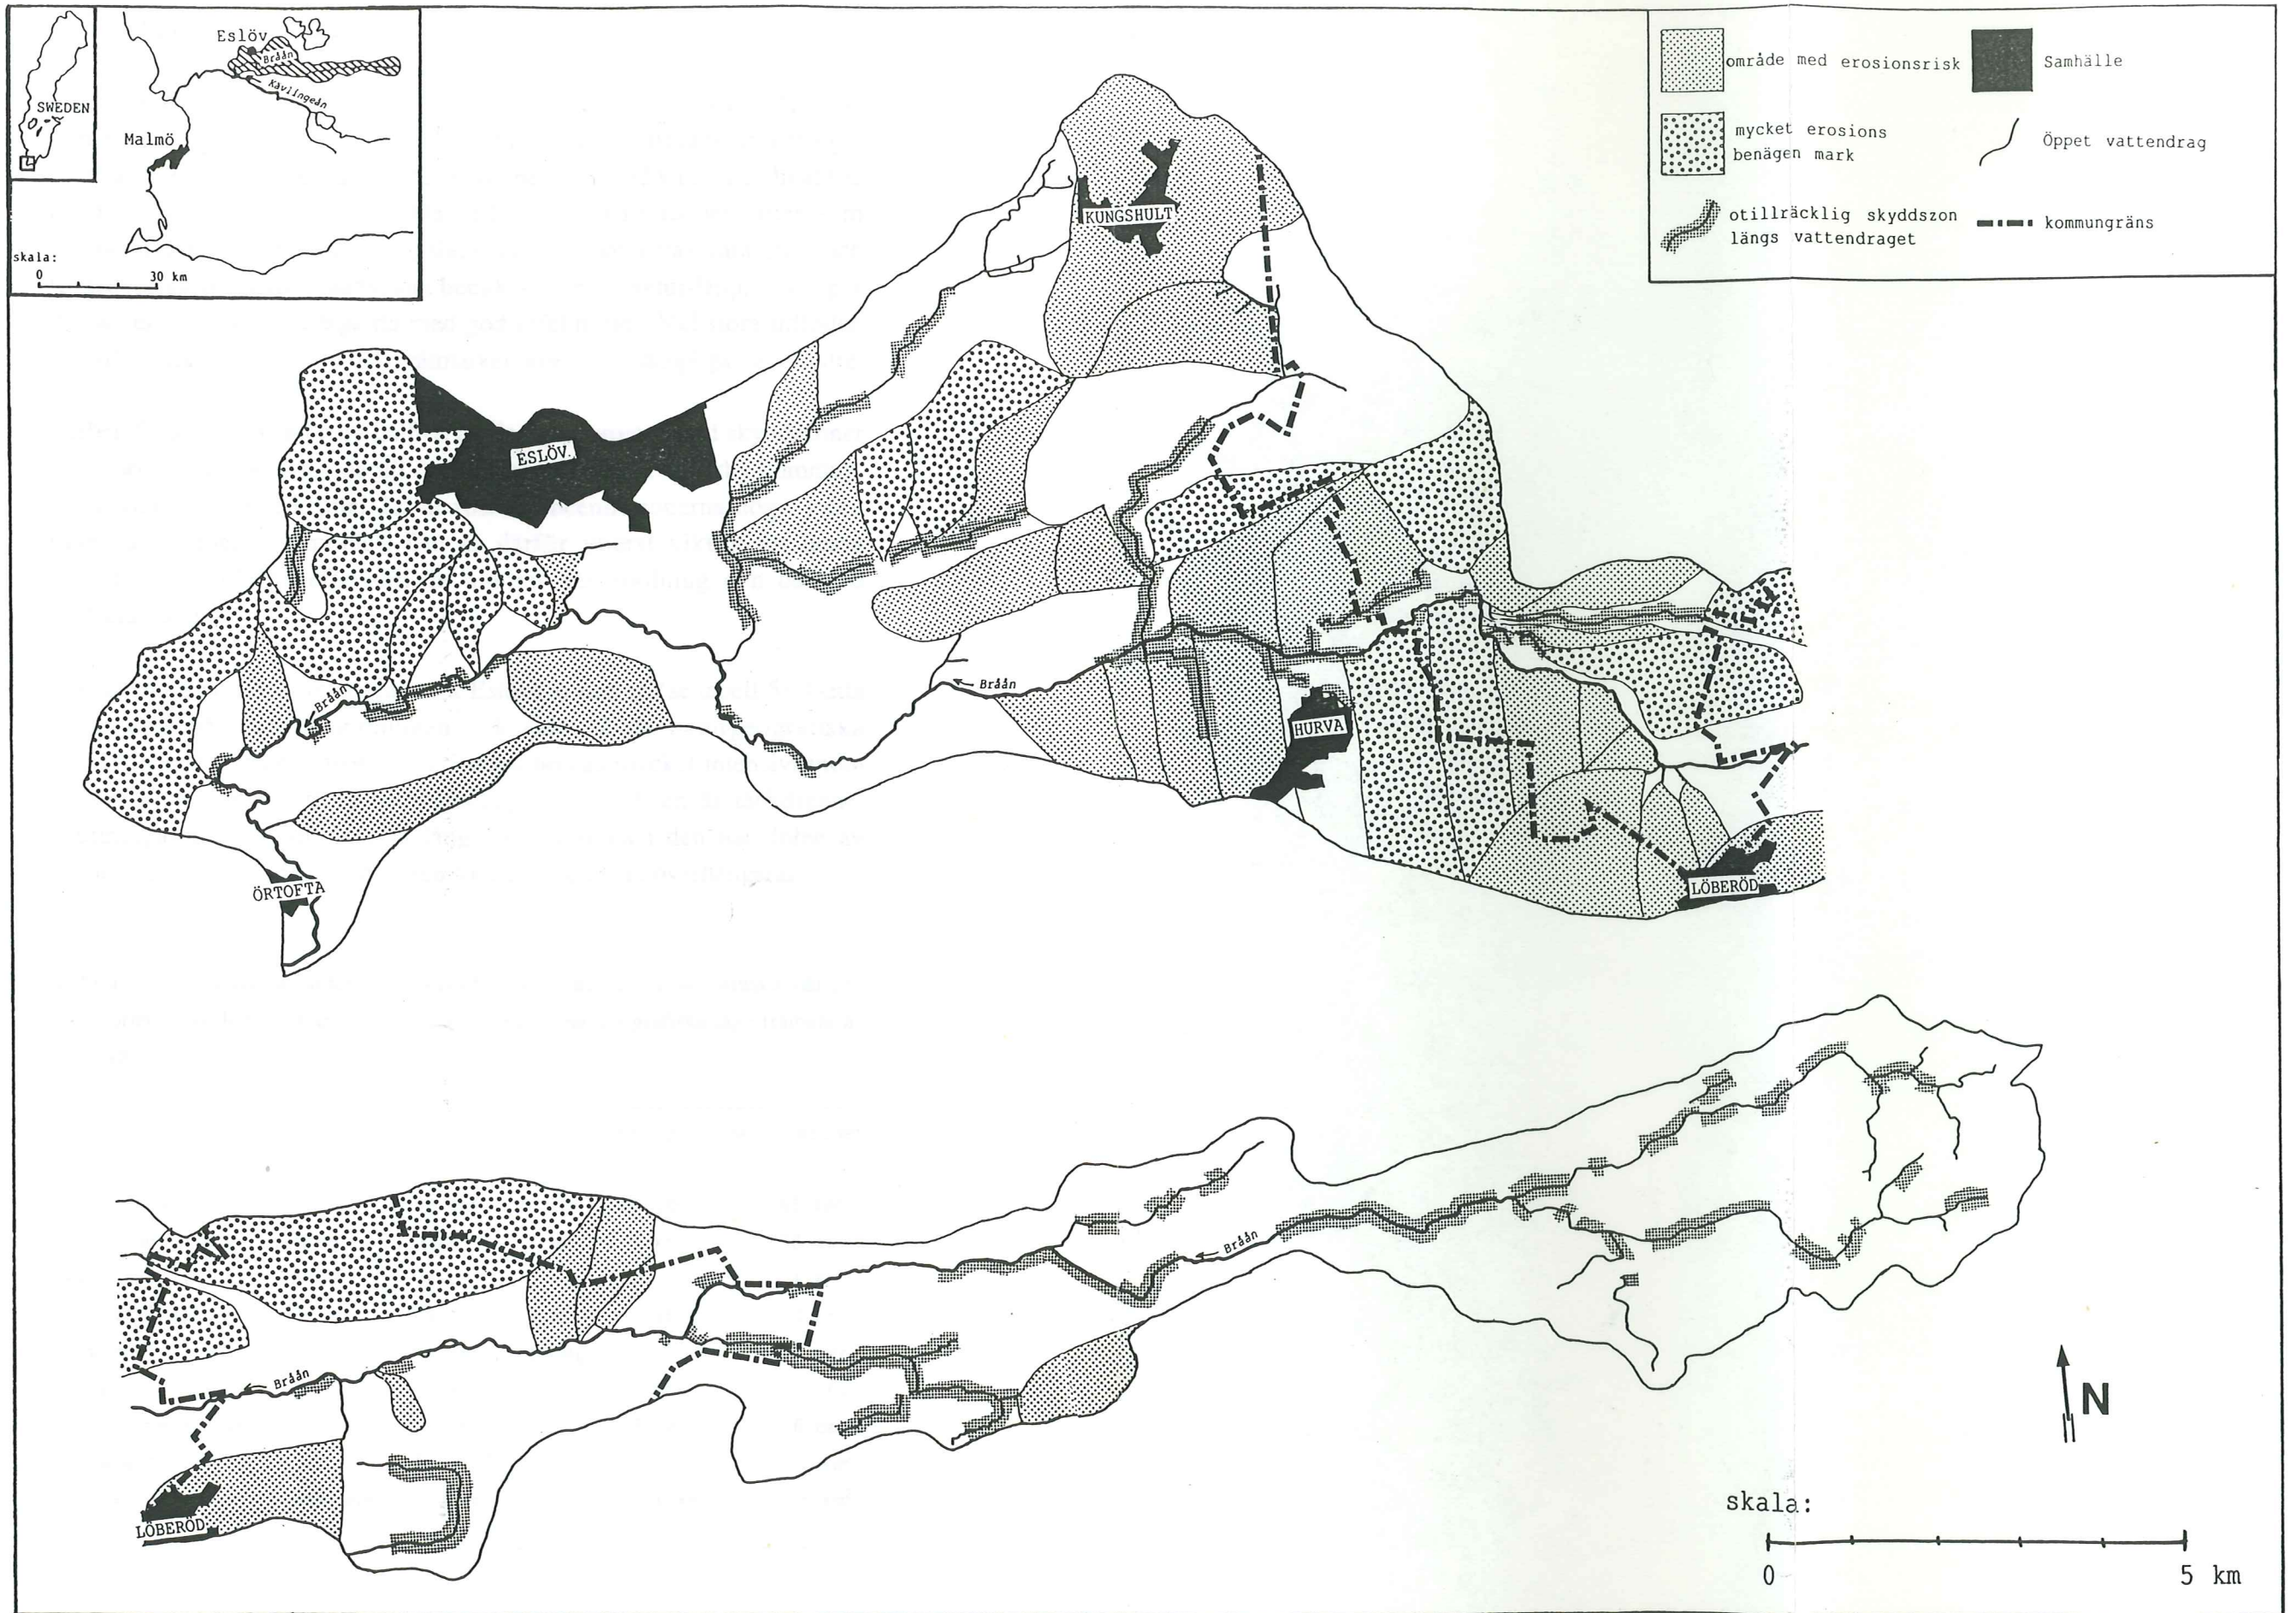 Eslöv
Bråån
Kävlingeån
SWEDEN
Malmö
skala:
0 30 km
område med erosionsrisk
Samhälle
mycket erosions
benägen mark
Öppet vattendrag
otillräcklig skyddszon
längs vattendraget
kommungräns
KUNGSHULT
ESLÖV.
Bråån
Bråån
HURVA
ÖRTOFTA
LÖBERÖD
Bråån
Bråån
LÖBERÖD
N
skala:
0 5 km